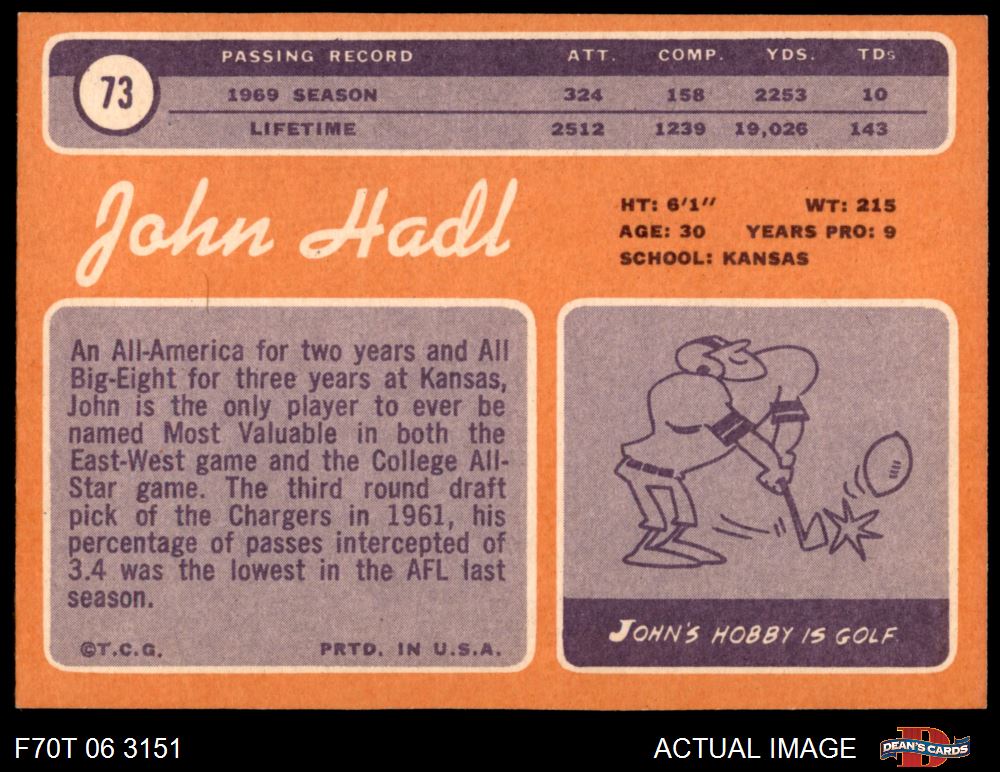 73
PASSING RECORD ATT. COMP. YDS. TDs
1969 SEASON 324 158 2253 10
LIFETIME 2512 1239 19,026 143
John Hadl
HT: 6'1" WT: 215
AGE: 30 YEARS PRO: 9
SCHOOL: KANSAS
An All-America for two years and All
Big-Eight for three years at Kansas,
John is the only player to ever be
named Most Valuable in both the
East-West game and the College All-
Star game. The third round draft
pick of the Chargers in 1961, his
percentage of passes intercepted of
3.4 was the lowest in the AFL last
season.
©T.C.G. PRTD. IN U.S.A.
JOHN'S HOBBY IS GOLF
F70T 06 3151 ACTUAL IMAGE D DEAN'S CARDS